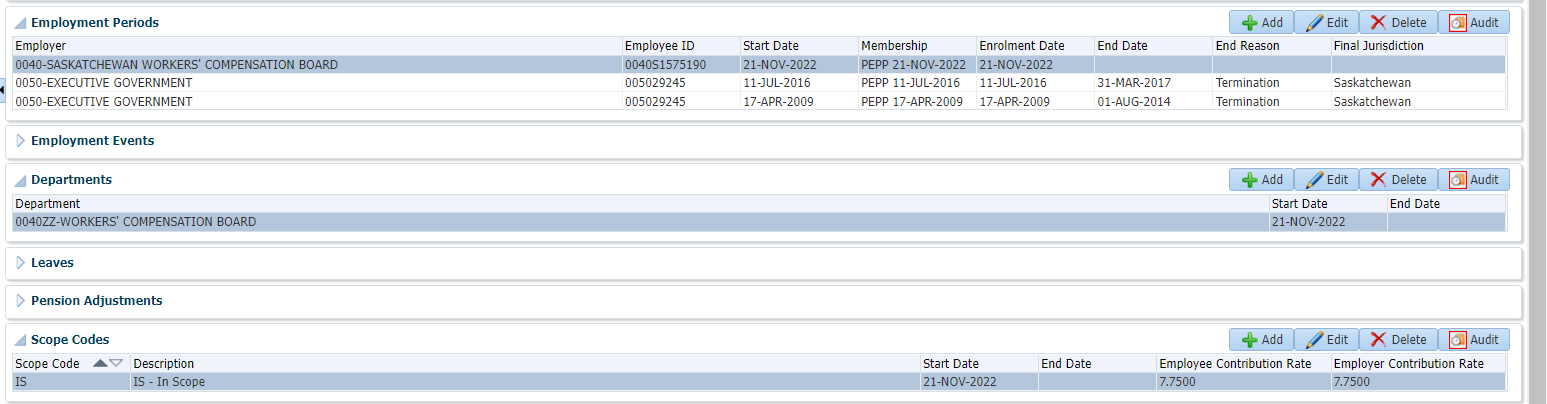 Employment Periods Add Edit Delete Audit
Employer Employee ID Start Date Membership Enrolment Date End Date End Reason Final Jurisdiction
0040-SASKATCHEWAN WORKERS' COMPENSATION BOARD 0040S1575190 21-NOV-2022 PEPP 21-NOV-2022 21-NOV-2022
0050-EXECUTIVE GOVERNMENT 005029245 11-JUL-2016 PEPP 11-JUL-2016 11-JUL-2016 31-MAR-2017 Termination Saskatchewan
0050-EXECUTIVE GOVERNMENT 005029245 17-APR-2009 PEPP 17-APR-2009 17-APR-2009 01-AUG-2014 Termination Saskatchewan
Employment Events
Departments Add Edit Delete Audit
Department Start Date End Date
0040ZZ-WORKERS' COMPENSATION BOARD 21-NOV-2022
Leaves
Pension Adjustments
Scope Codes Add Edit Delete Audit
Scope Code Description Start Date End Date Employee Contribution Rate Employer Contribution Rate
IS IS - In Scope 21-NOV-2022 7.7500 7.7500